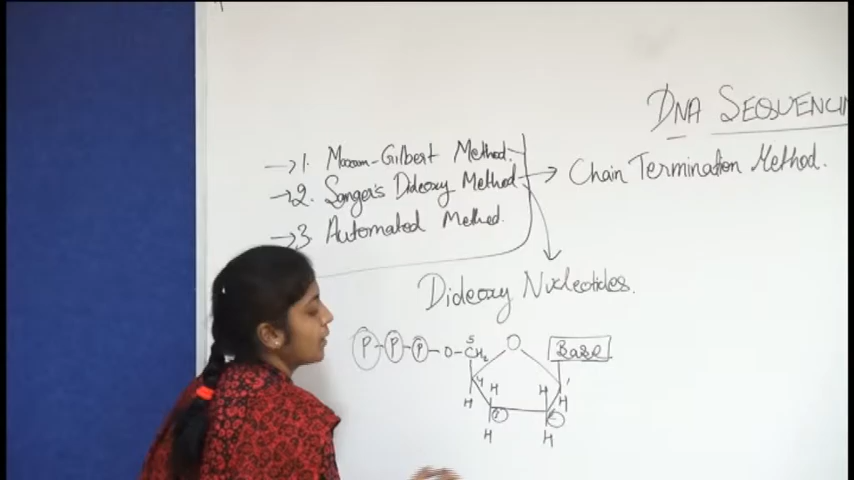 DNA SEQUENCIN
1. Maxam-Gilbert Method.
2. Sanger's Dideoxy Method → Chain Termination Method.
3. Automated Method.
Dideoxy Nucleotides.
P-P-P-O-CH2 O Base
5
4 H H H H
H H